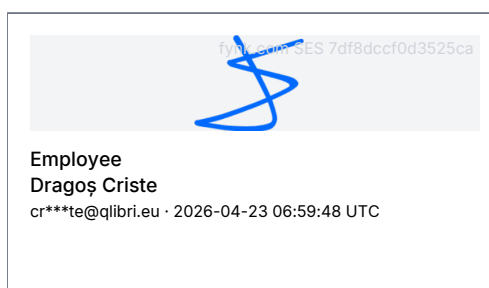 fynk.com SES 7df8dccf0d3525ca
Employee
Dragoș Criste
cr***te@qlibri.eu · 2026-04-23 06:59:48 UTC